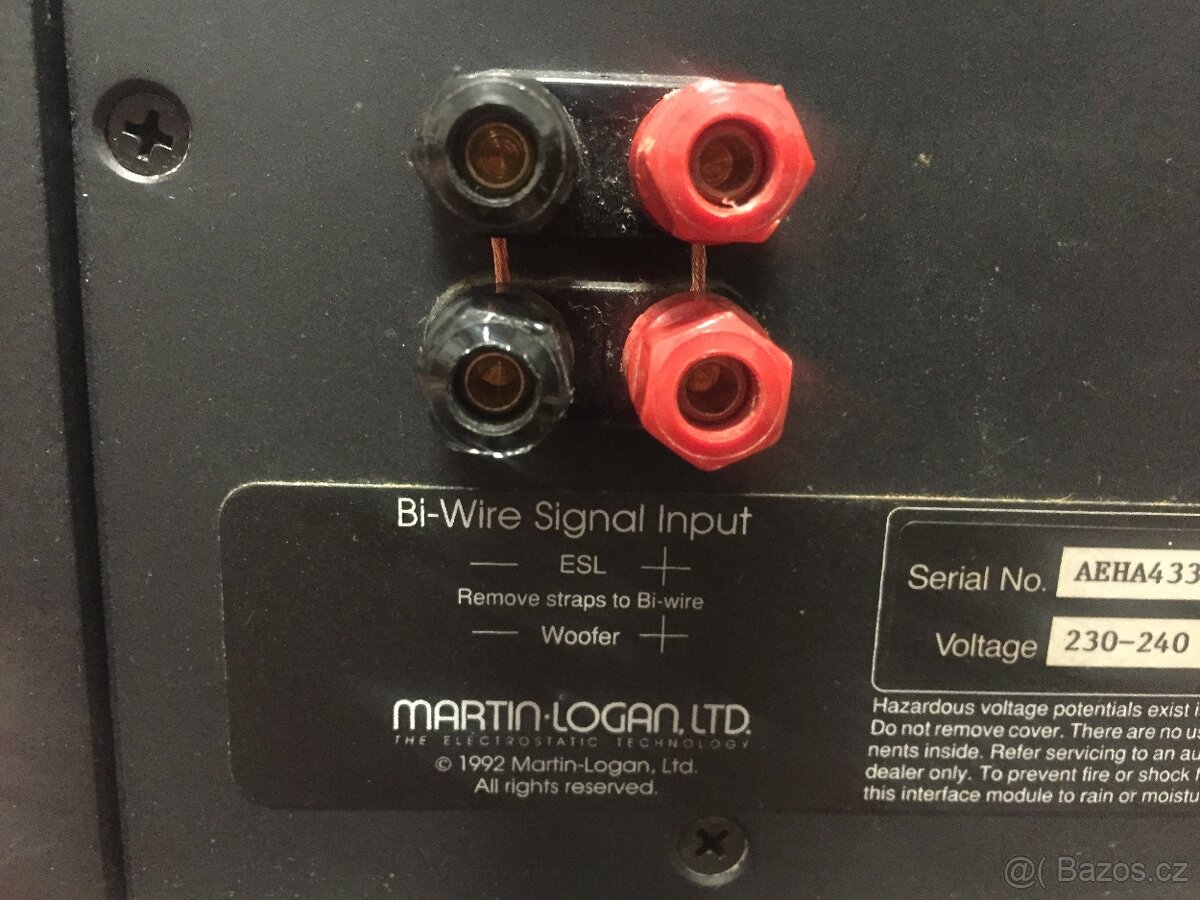 Bi-Wire Signal Input
— ESL +
Remove straps to Bi-wire
— Woofer +
MARTIN·LOGAN, LTD.
THE ELECTROSTATIC TECHNOLOGY
© 1992 Martin-Logan, Ltd.
All rights reserved.
Serial No. AEHA433
Voltage 230-240
Hazardous voltage potentials exist
Do not remove cover. There are no
nents inside. Refer servicing to an
dealer only. To prevent fire or shock
this interface module to rain or
@( Bazos.cz